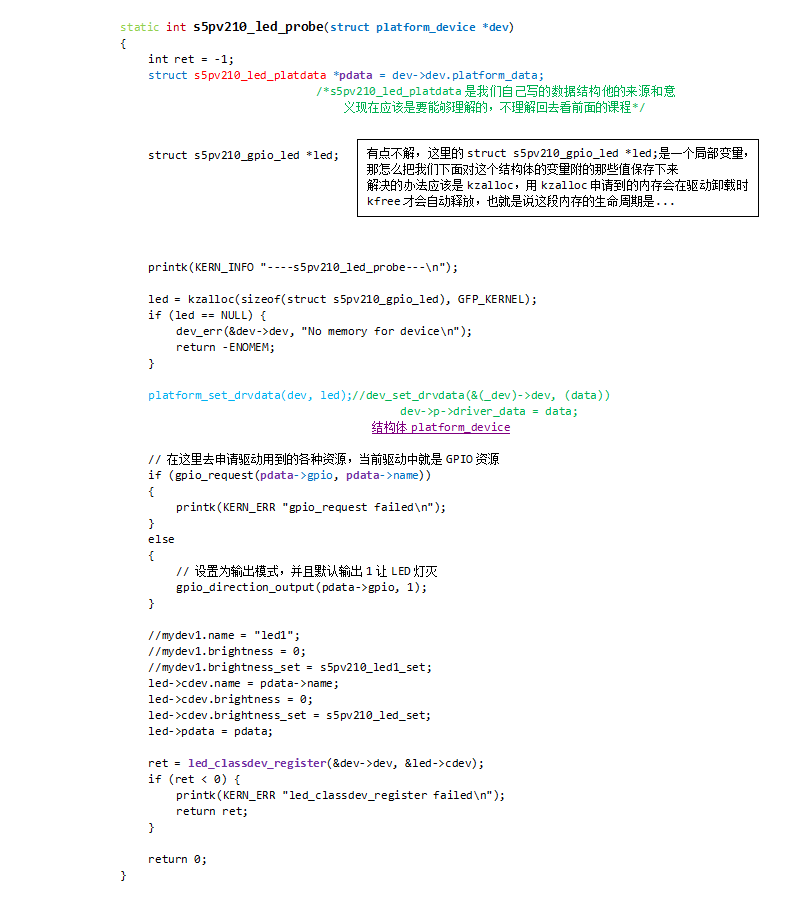 static int s5pv210_led_probe(struct platform_device *dev)
{
int ret = -1;
struct s5pv210_led_platdata *pdata = dev->dev.platform_data;
/*s5pv210_led_platdata 是我们自己写的数据结构他的来源和意
义现在应该是要能够理解的，不理解回去看前面的课程*/
struct s5pv210_gpio_led *led;
有点不解，这里的 struct s5pv210_gpio_led *led;是一个局部变量，
那怎么把我们下面对这个结构体的变量附的那些值保存下来
解决的办法应该是 kzalloc，用 kzalloc 申请到的内存会在驱动卸载时
kfree 才会自动释放，也就是说这段内存的生命周期是...
printk(KERN_INFO "----s5pv210_led_probe---\n");
led = kzalloc(sizeof(struct s5pv210_gpio_led), GFP_KERNEL);
if (led == NULL) {
dev_err(&dev->dev, "No memory for device\n");
return -ENOMEM;
}
platform_set_drvdata(dev, led);//dev_set_drvdata(&(_dev)->dev, (data))
dev->p->driver_data = data;
结构体 platform_device
// 在这里去申请驱动用到的各种资源，当前驱动中就是 GPIO 资源
if (gpio_request(pdata->gpio, pdata->name))
{
printk(KERN_ERR "gpio_request failed\n");
}
else
{
// 设置为输出模式，并且默认输出 1 让 LED 灯灭
gpio_direction_output(pdata->gpio, 1);
}
//mydev1.name = "led1";
//mydev1.brightness = 0;
//mydev1.brightness_set = s5pv210_led1_set;
led->cdev.name = pdata->name;
led->cdev.brightness = 0;
led->cdev.brightness_set = s5pv210_led_set;
led->pdata = pdata;
ret = led_classdev_register(&dev->dev, &led->cdev);
if (ret < 0) {
printk(KERN_ERR "led_classdev_register failed\n");
return ret;
}
return 0;
}